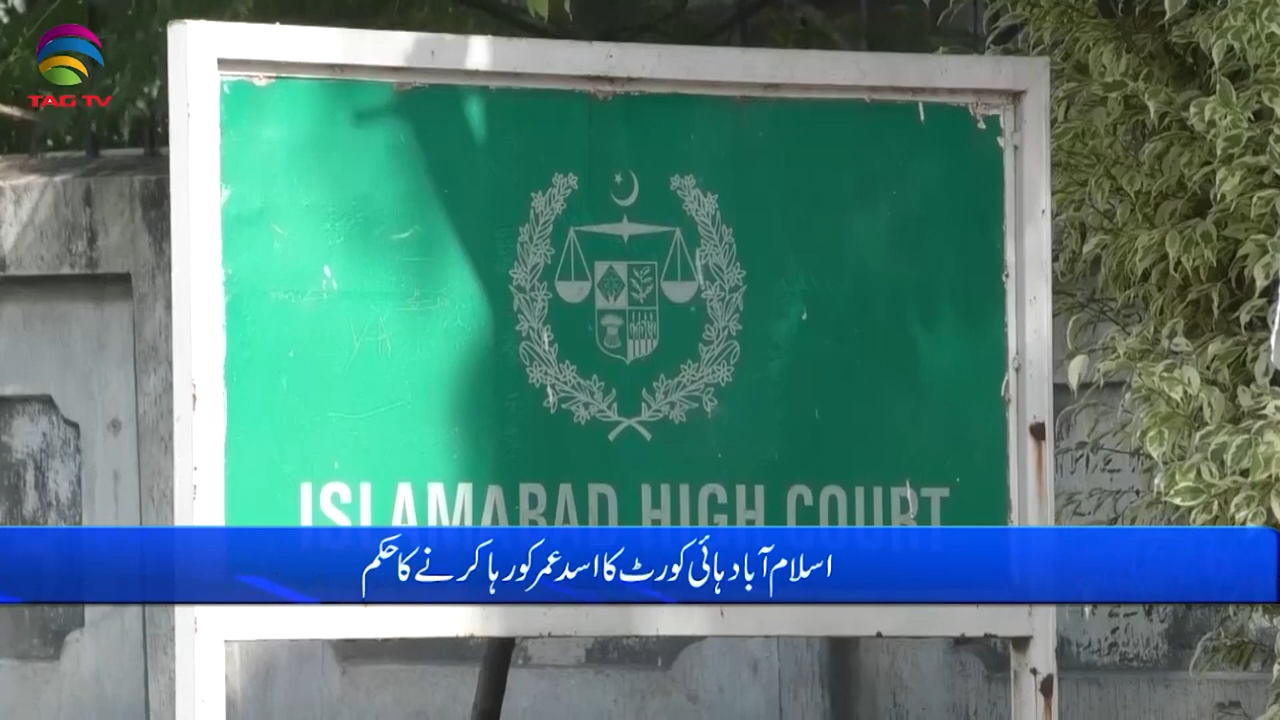 TAG TV
ISLAMABAD HIGH COURT
اسلام آباد ہائی کورٹ کا اسد عمر کو رہا کرنے کا حکم